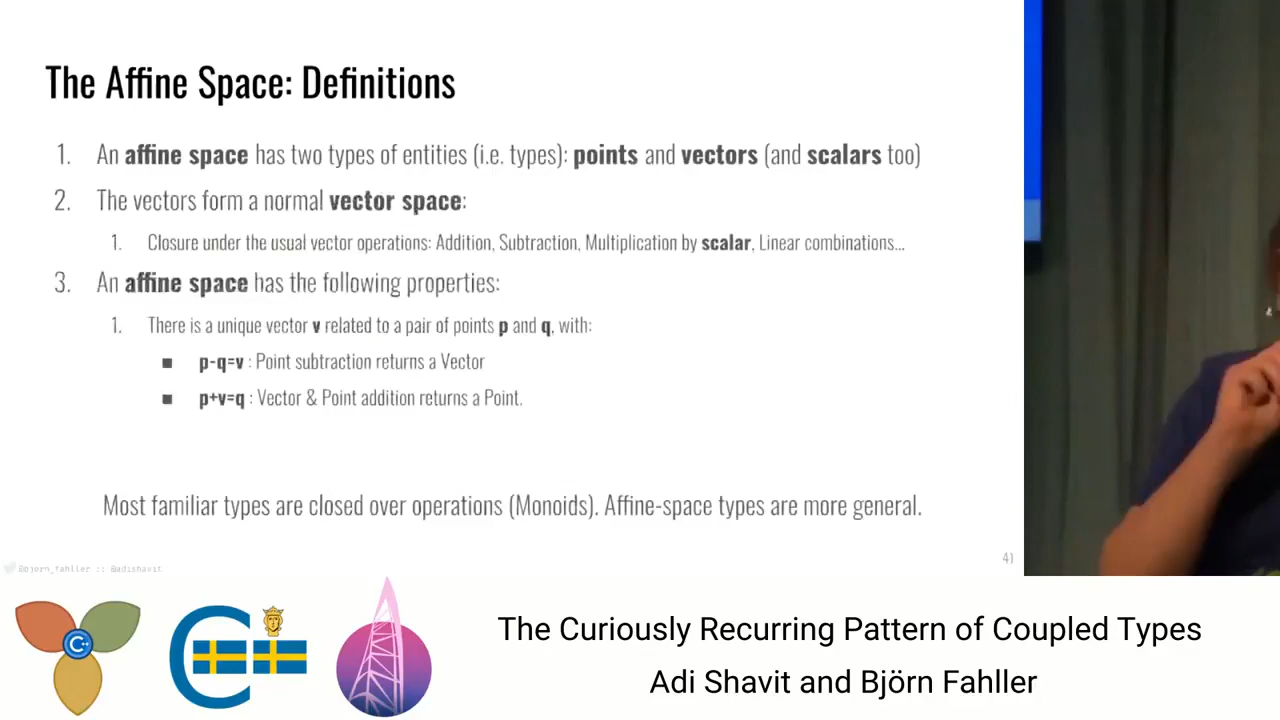 The Affine Space: Definitions
1. An affine space has two types of entities (i.e. types): points and vectors (and scalars too)
2. The vectors form a normal vector space:
1. Closure under the usual vector operations: Addition, Subtraction, Multiplication by scalar, Linear combinations...
3. An affine space has the following properties:
1. There is a unique vector v related to a pair of points p and q, with:
■ p-q=v : Point subtraction returns a Vector
■ p+v=q : Vector & Point addition returns a Point.
Most familiar types are closed over operations (Monoids). Affine-space types are more general.
41
@bjorn_fahller :: @adishavit
C++
The Curiously Recurring Pattern of Coupled Types
Adi Shavit and Björn Fahller